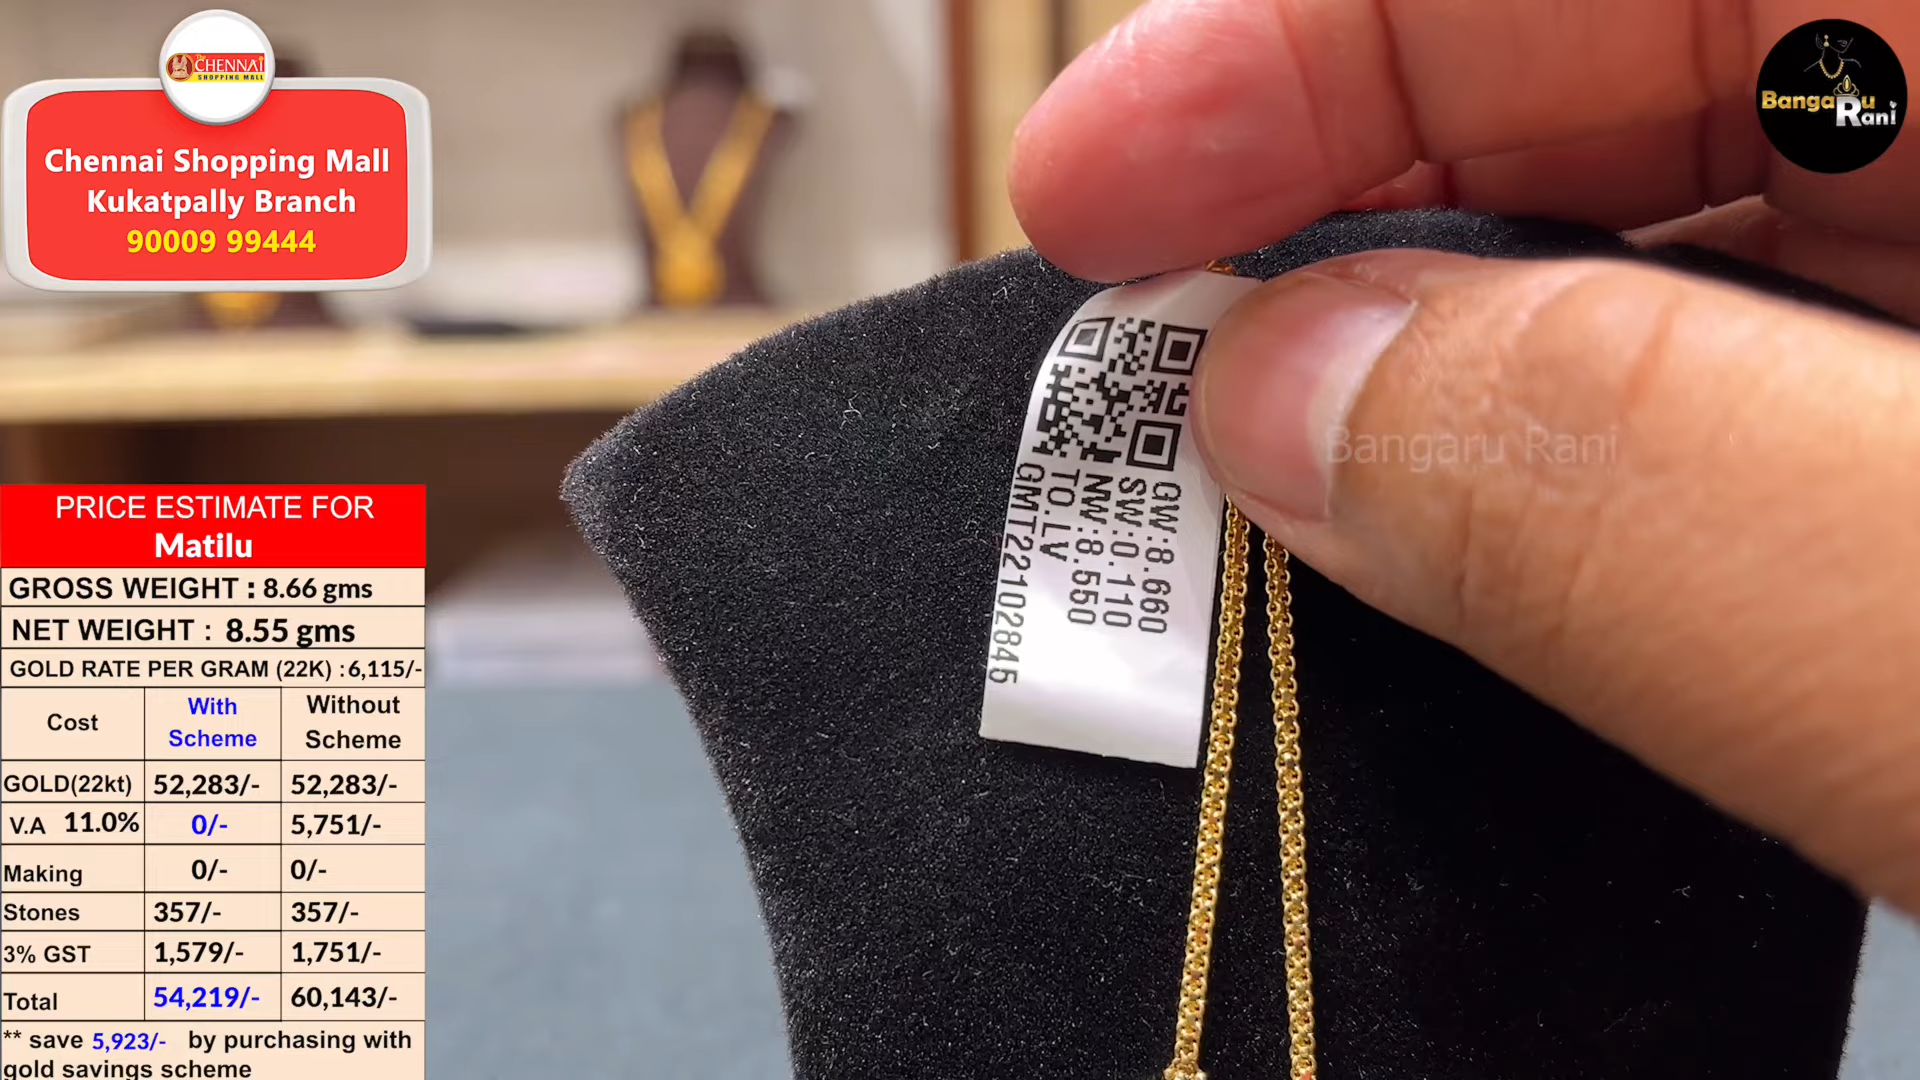 CHENNAI
SHOPPING MALL
Chennai Shopping Mall
Kukatpally Branch
90009 99444
Bangaru
Rani
Bangaru Rani
GW:8.660
SW:0.110
NW:8.550
TO.LV
GMT22102845
PRICE ESTIMATE FOR
Matilu
GROSS WEIGHT : 8.66 gms
NET WEIGHT : 8.55 gms
GOLD RATE PER GRAM (22K) :6,115/-
Cost With Scheme Without Scheme
GOLD(22kt) 52,283/- 52,283/-
V.A 11.0% 0/- 5,751/-
Making 0/- 0/-
Stones 357/- 357/-
3% GST 1,579/- 1,751/-
Total 54,219/- 60,143/-
** save 5,923/- by purchasing with
gold savings scheme